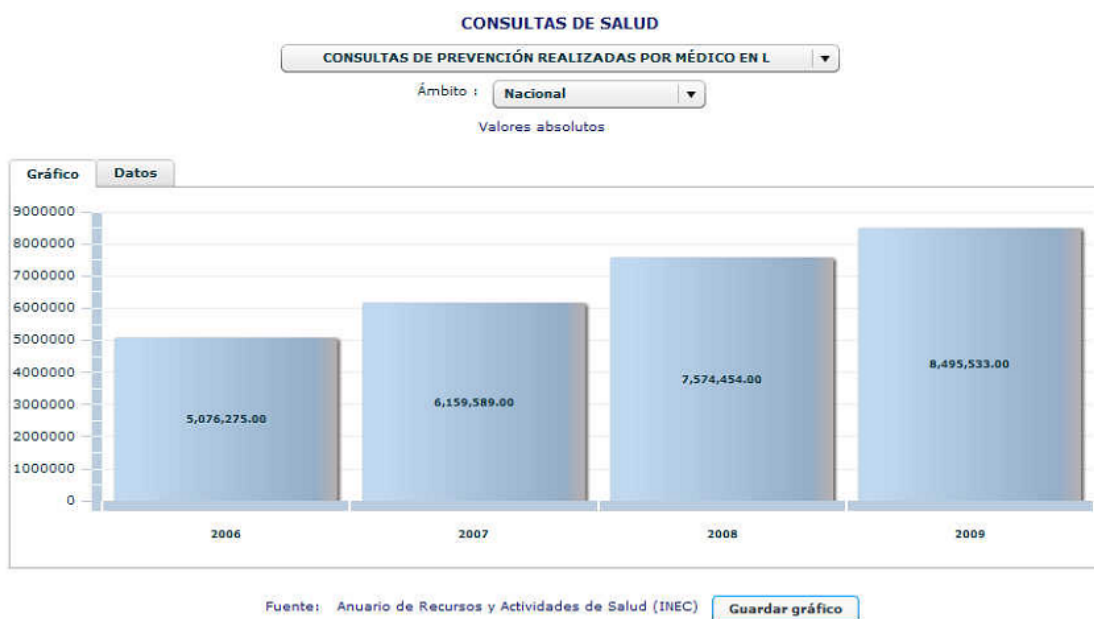 CONSULTAS DE SALUD
CONSULTAS DE PREVENCIÓN REALIZADAS POR MÉDICO EN L
Ámbito : Nacional
Valores absolutos
Gráfico Datos
9000000
8000000
7000000
6000000
5000000
4000000
3000000
2000000
1000000
0
5,076,275.00
6,159,589.00
7,574,454.00
8,495,533.00
2006 2007 2008 2009
Fuente: Anuario de Recursos y Actividades de Salud (INEC) Guardar gráfico